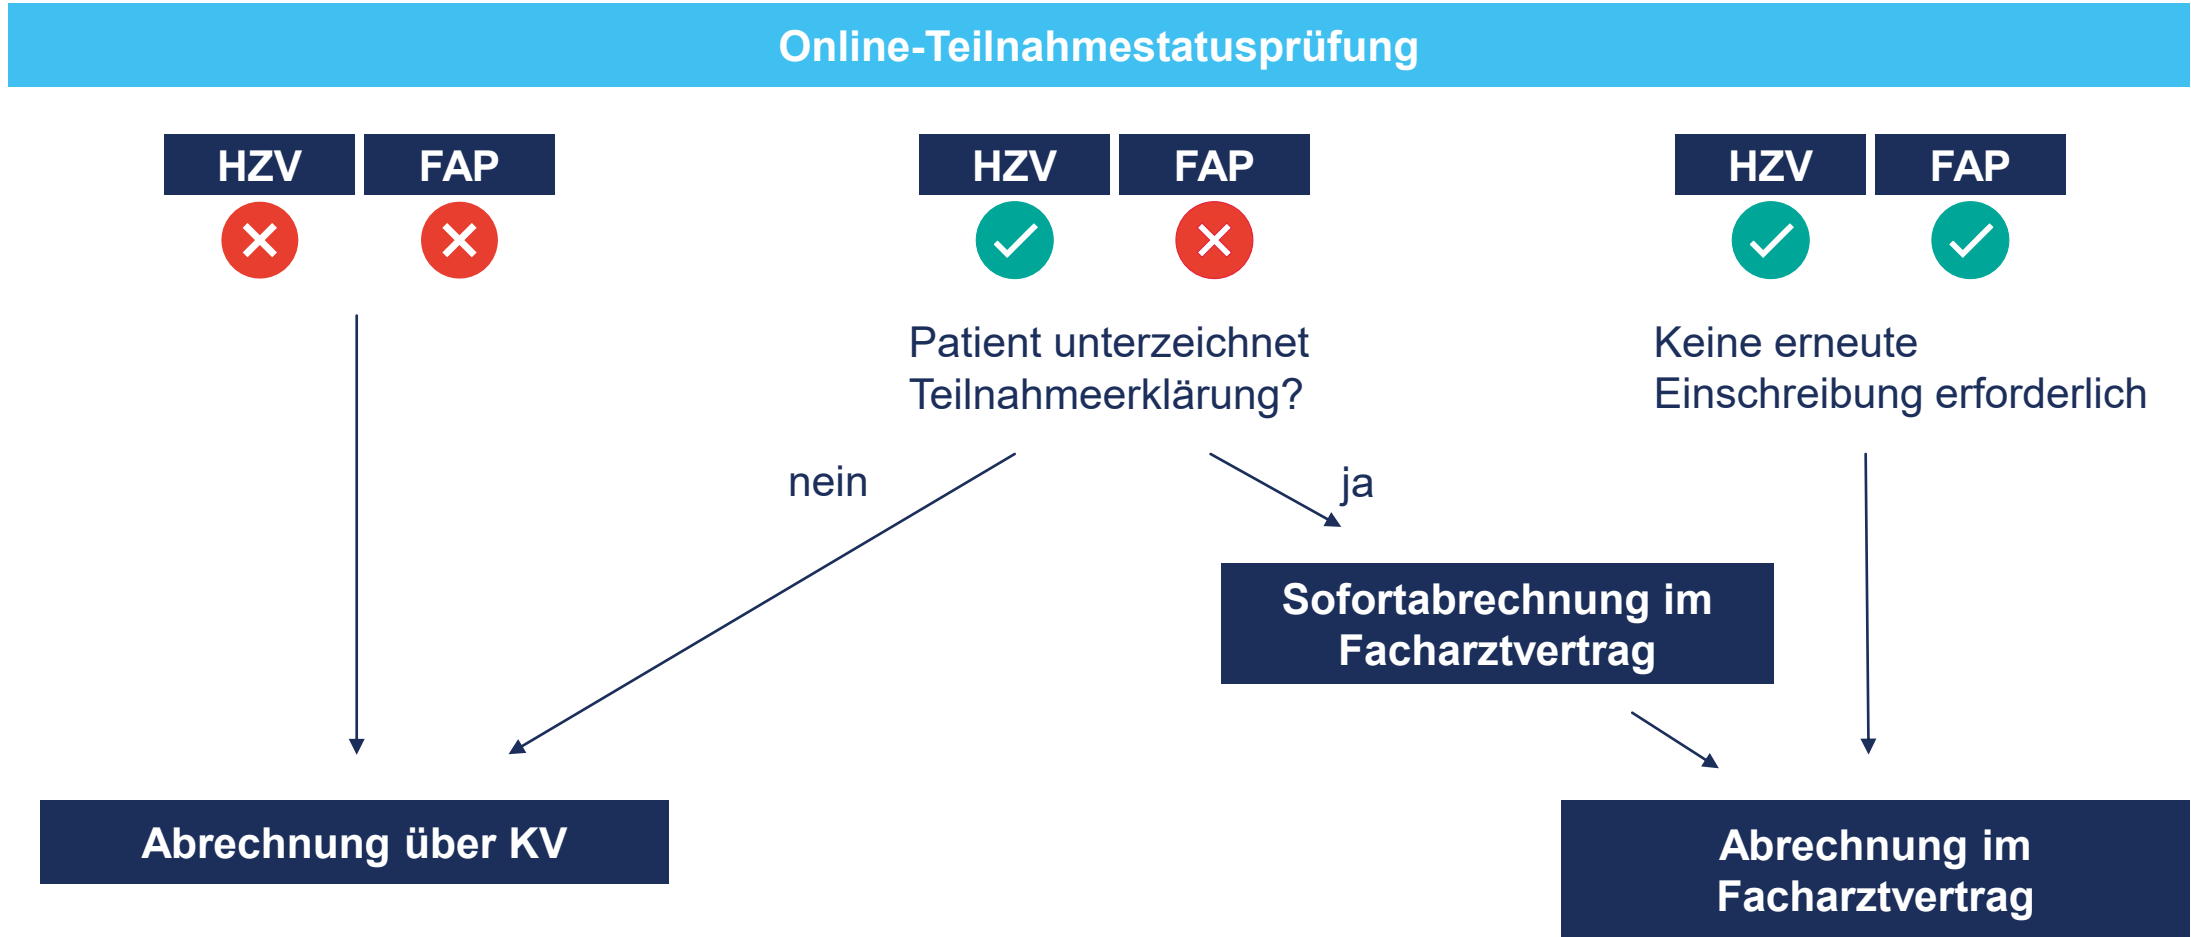 Online-Teilnahmestatusprüfung
HZV FAP
HZV FAP
HZV FAP
Patient unterzeichnet
Teilnahmeerklärung?
Keine erneute
Einschreibung erforderlich
nein
ja
Sofortabrechnung im
Facharztvertrag
Abrechnung über KV
Abrechnung im
Facharztvertrag